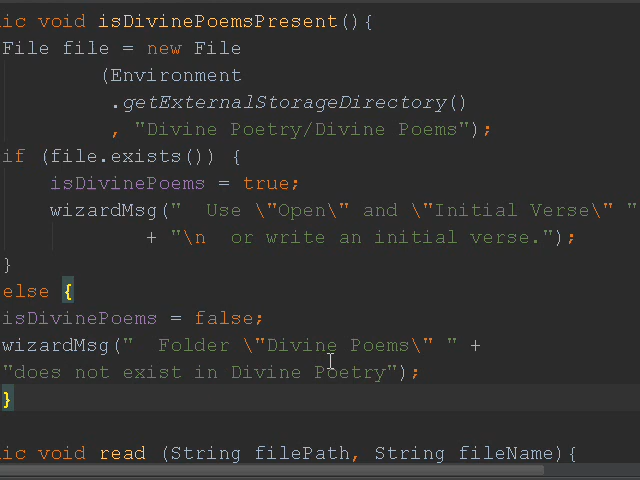 ic void isDivinePoemsPresent(){
File file = new File
(Environment
.getExternalStorageDirectory()
, "Divine Poetry/Divine Poems");
if (file.exists()) {
isDivinePoems = true;
wizardMsg("  Use \"Open\" and \"Initial Verse\" "
+ "\n  or write an initial verse.");
}
else {
isDivinePoems = false;
wizardMsg("  Folder \"Divine Poems\" " +
"does not exist in Divine Poetry");
}
ic void read (String filePath, String fileName){